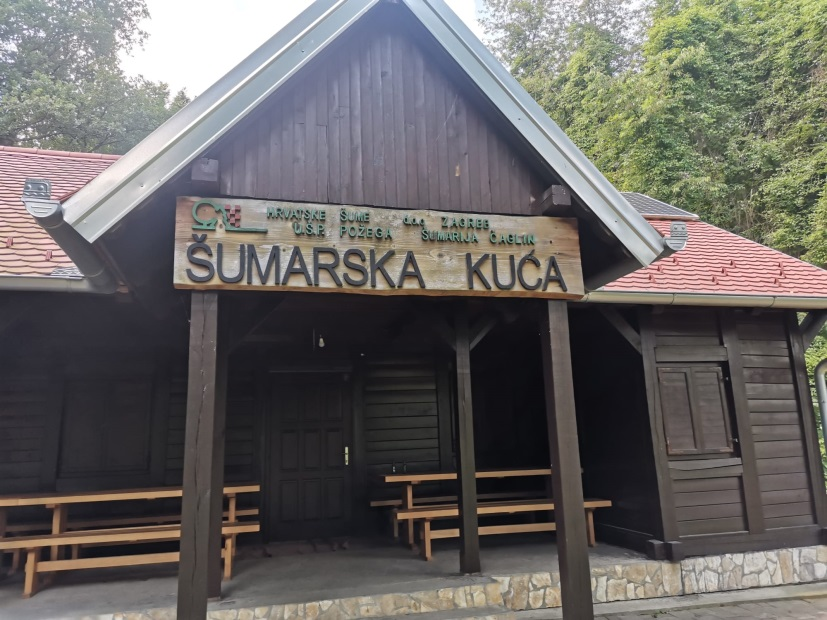 HRVATSKE ŠUME d.o.o ZAGREB
U.Š.P. POŽEGA ŠUMARIJA ČAGLIN
ŠUMARSKA KUĆA